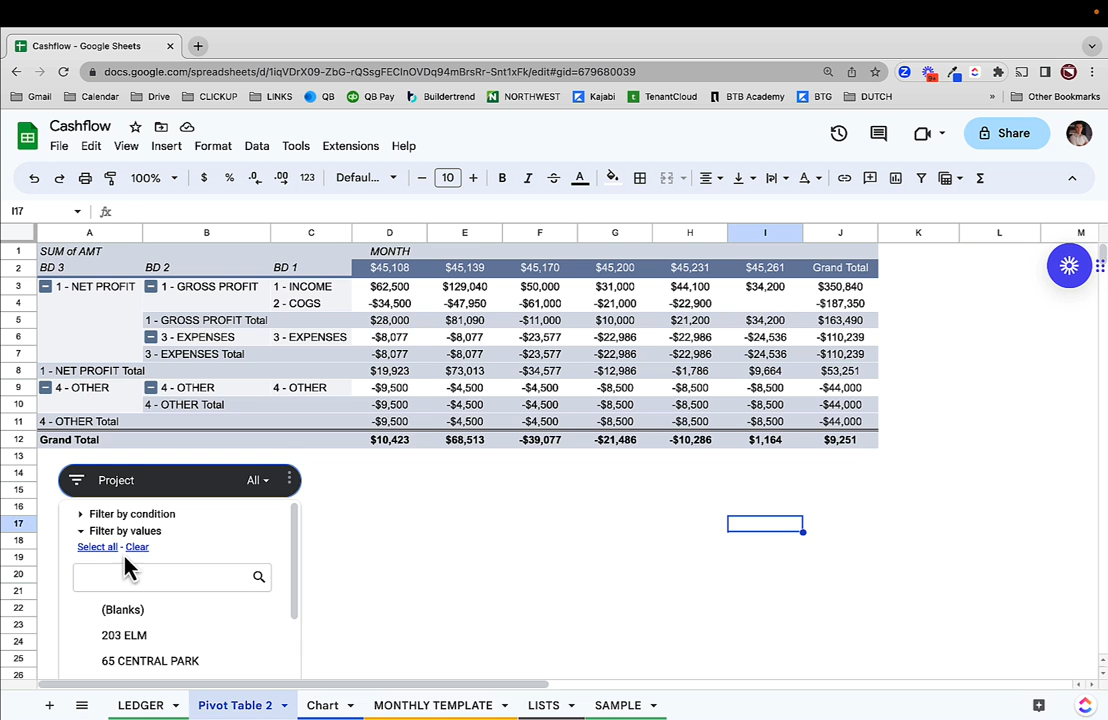 Cashflow - Google Sheets
docs.google.com/spreadsheets/d/1iqVDrX09-ZbG-rQSsgFEClnOVDq94mBrsRr-Snt1xFk/edit#gid=679680039
Gmail Calendar Drive CLICKUP LINKS QB QB Pay Buildertrend NORTHWEST Kajabi TenantCloud BTB Academy BTG DUTCH » Other Bookmarks
Cashflow
File Edit View Insert Format Data Tools Extensions Help
Share
100% $ % .0 .00 123 Defaul... - 10 + B I A
I17 fx
A B C D E F G H I J K L M
1 SUM of AMT MONTH
2 BD 3 BD 2 BD 1 $45,108 $45,139 $45,170 $45,200 $45,231 $45,261 Grand Total
3 1 - NET PROFIT 1 - GROSS PROFIT 1 - INCOME $62,500 $129,040 $50,000 $31,000 $44,100 $34,200 $350,840
4 2 - COGS -$34,500 -$47,950 -$61,000 -$21,000 -$22,900 -$187,350
5 1 - GROSS PROFIT Total $28,000 $81,090 -$11,000 $10,000 $21,200 $34,200 $163,490
6 3 - EXPENSES 3 - EXPENSES -$8,077 -$8,077 -$23,577 -$22,986 -$22,986 -$24,536 -$110,239
7 3 - EXPENSES Total -$8,077 -$8,077 -$23,577 -$22,986 -$22,986 -$24,536 -$110,239
8 1 - NET PROFIT Total $19,923 $73,013 -$34,577 -$12,986 -$1,786 $9,664 $53,251
9 4 - OTHER 4 - OTHER 4 - OTHER -$9,500 -$4,500 -$4,500 -$8,500 -$8,500 -$8,500 -$44,000
10 4 - OTHER Total -$9,500 -$4,500 -$4,500 -$8,500 -$8,500 -$8,500 -$44,000
11 4 - OTHER Total -$9,500 -$4,500 -$4,500 -$8,500 -$8,500 -$8,500 -$44,000
12 Grand Total $10,423 $68,513 -$39,077 -$21,486 -$10,286 $1,164 $9,251
13
14
Project All
15
16
Filter by condition
17
Filter by values
18
Select all - Clear
19
20
21
22
(Blanks)
23
203 ELM
24
25
65 CENTRAL PARK
26
LEDGER Pivot Table 2 Chart MONTHLY TEMPLATE LISTS SAMPLE